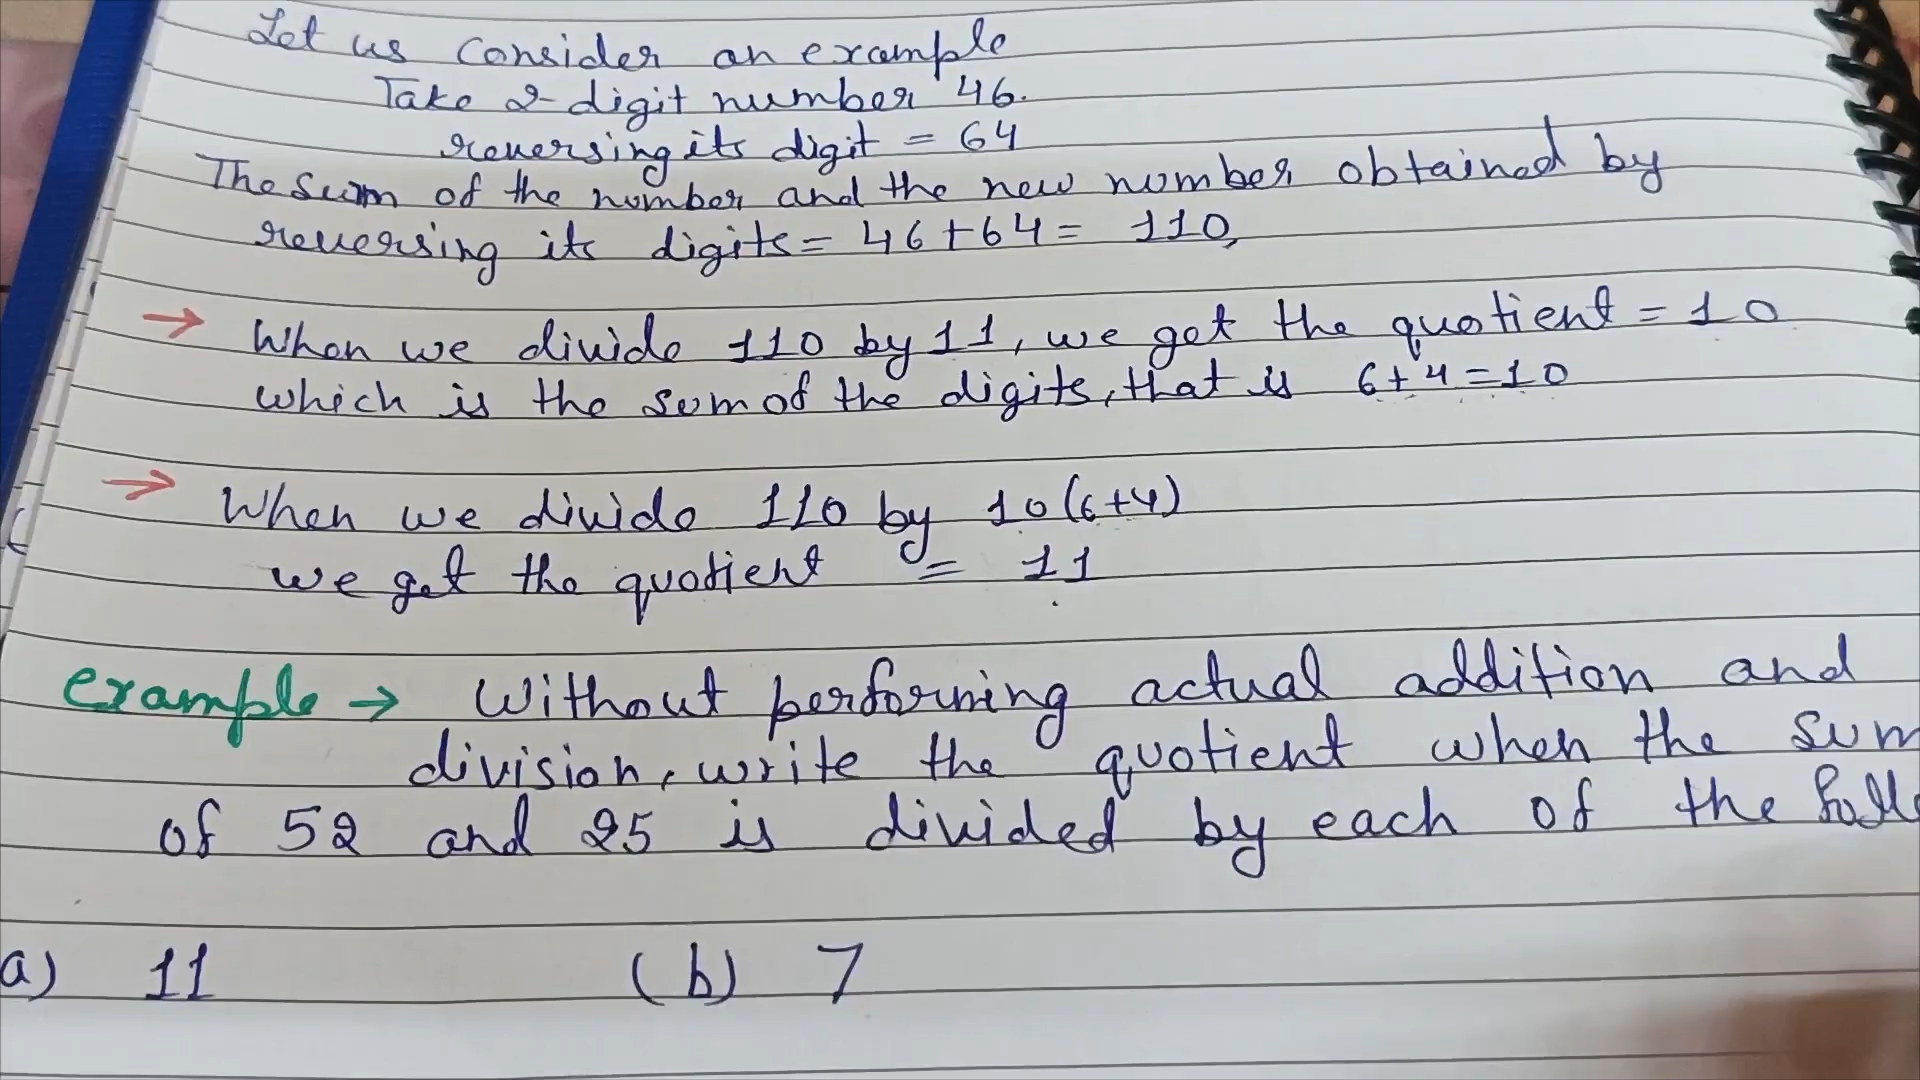 Let us consider an example
Take 2-digit number 46.
reversing its digit = 64
The sum of the number and the new number obtained by
reversing its digits = 46+64 = 110,
→ When we divide 110 by 11, we get the quotient = 10
which is the sum of the digits, that is 6+4=10
→ When we divide 110 by 10(6+4)
we get the quotient = 11
example → Without performing actual addition and
division, write the quotient when the sum
of 52 and 25 is divided by each of the
a) 11 (b) 7